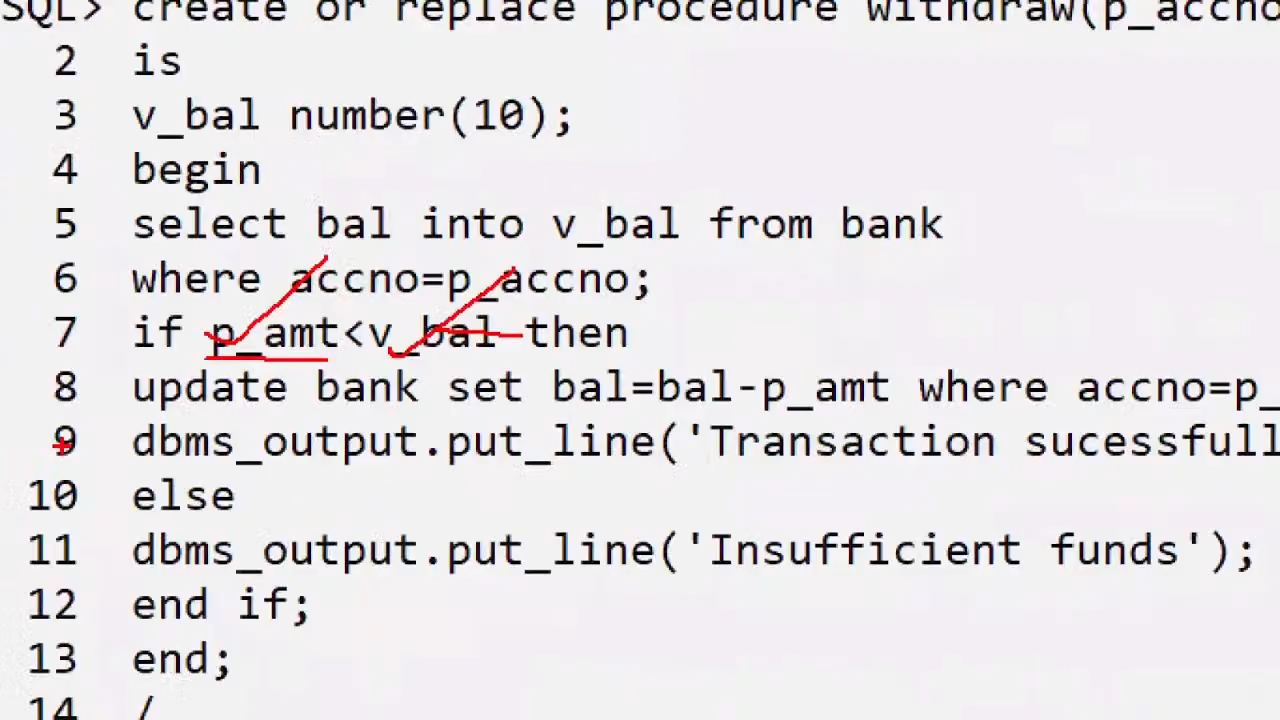 SQL> create or replace procedure withdraw(p_accno
2 is
3 v_bal number(10);
4 begin
5 select bal into v_bal from bank
6 where accno=p_accno;
7 if p_amt<v_bal then
8 update bank set bal=bal-p_amt where accno=p_
9 dbms_output.put_line('Transaction sucessfull
10 else
11 dbms_output.put_line('Insufficient funds');
12 end if;
13 end;
14 /